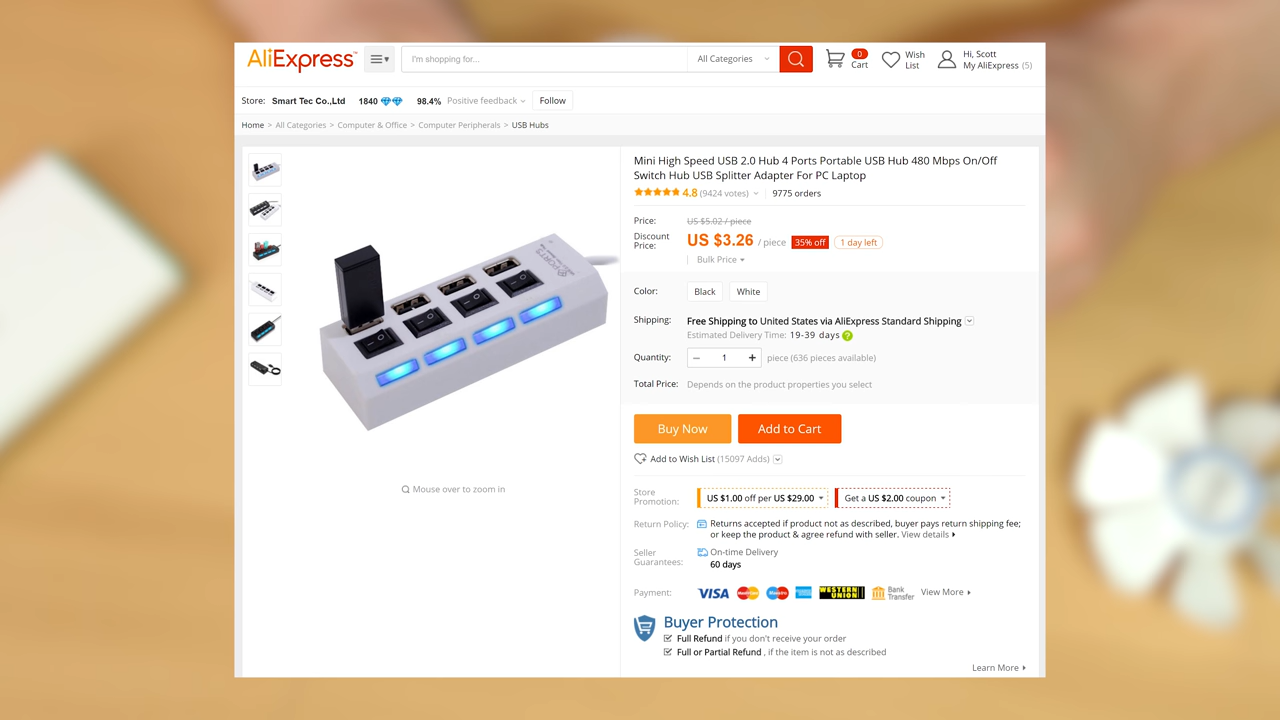 AliExpress™
I'm shopping for...
All Categories
0
Cart
Wish
List
Hi, Scott
My AliExpress (5)
Store: Smart Tec Co.,Ltd 1840 98.4% Positive feedback Follow
Home > All Categories > Computer & Office > Computer Peripherals > USB Hubs
Mini High Speed USB 2.0 Hub 4 Ports Portable USB Hub 480 Mbps On/Off
Switch Hub USB Splitter Adapter For PC Laptop
4.8 (9424 votes) 9775 orders
Price: US $5.02 / piece
Discount
Price: US $3.26 / piece 35% off 1 day left
Bulk Price
Color: Black White
Shipping: Free Shipping to United States via AliExpress Standard Shipping
Estimated Delivery Time: 19-39 days ?
Quantity: − 1 + piece (636 pieces available)
Total Price: Depends on the product properties you select
Buy Now Add to Cart
Add to Wish List (15097 Adds)
Mouse over to zoom in
Store
Promotion: US $1.00 off per US $29.00 Get a US $2.00 coupon
Return Policy: Returns accepted if product not as described, buyer pays return shipping fee;
or keep the product & agree refund with seller. View details
Seller
Guarantees: On-time Delivery
60 days
Payment: VISA MasterCard Maestro WESTERN UNION Bank Transfer View More
Buyer Protection
Full Refund if you don't receive your order
Full or Partial Refund , if the item is not as described
Learn More